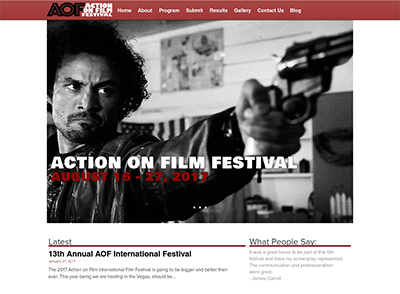 AOF ACTION
ON FILM
FESTIVAL
Home About Program Submit Results Gallery Contact Us Blog
ACTION ON FILM FESTIVAL
AUGUST 15 - 27, 2017
Latest
13th Annual AOF International Festival
January 27, 2017
The 2017 Action on Film International Film Festival is going to be bigger and better then
ever. This year being we are hosting in the Vegas, should be...
What People Say:
It was a great honor to be part of this film
festival and have my screenplay represented.
The communication and professionalism
were great.
- James Carroll